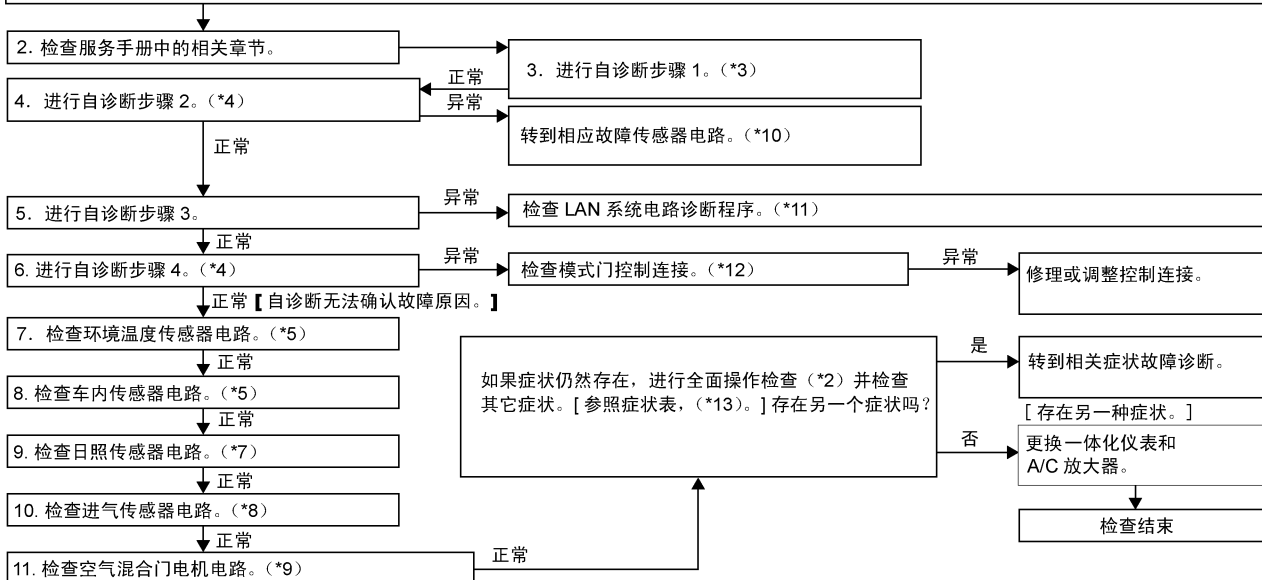 2. 检查服务手册中的相关章节。
3. 进行自诊断步骤 1。（*3）
正常
4. 进行自诊断步骤 2。（*4）
异常
转到相应故障传感器电路。（*10）
正常
5. 进行自诊断步骤 3。
异常
检查 LAN 系统电路诊断程序。（*11）
正常
6. 进行自诊断步骤 4。（*4）
异常
检查模式门控制连接。（*12）
异常
修理或调整控制连接。
正常【自诊断无法确认故障原因。】
7. 检查环境温度传感器电路。（*5）
正常
8. 检查车内传感器电路。（*5）
正常
9. 检查日照传感器电路。（*7）
正常
10. 检查进气传感器电路。（*8）
正常
11. 检查空气混合门电机电路。（*9）
正常
如果症状仍然存在，进行全面操作检查（*2）并检查
其它症状。[ 参照症状表，（*13）。] 存在另一个症状吗？
是
转到相关症状故障诊断。
[ 存在另一种症状。]
否
更换一体化仪表和
A/C 放大器。
检查结束